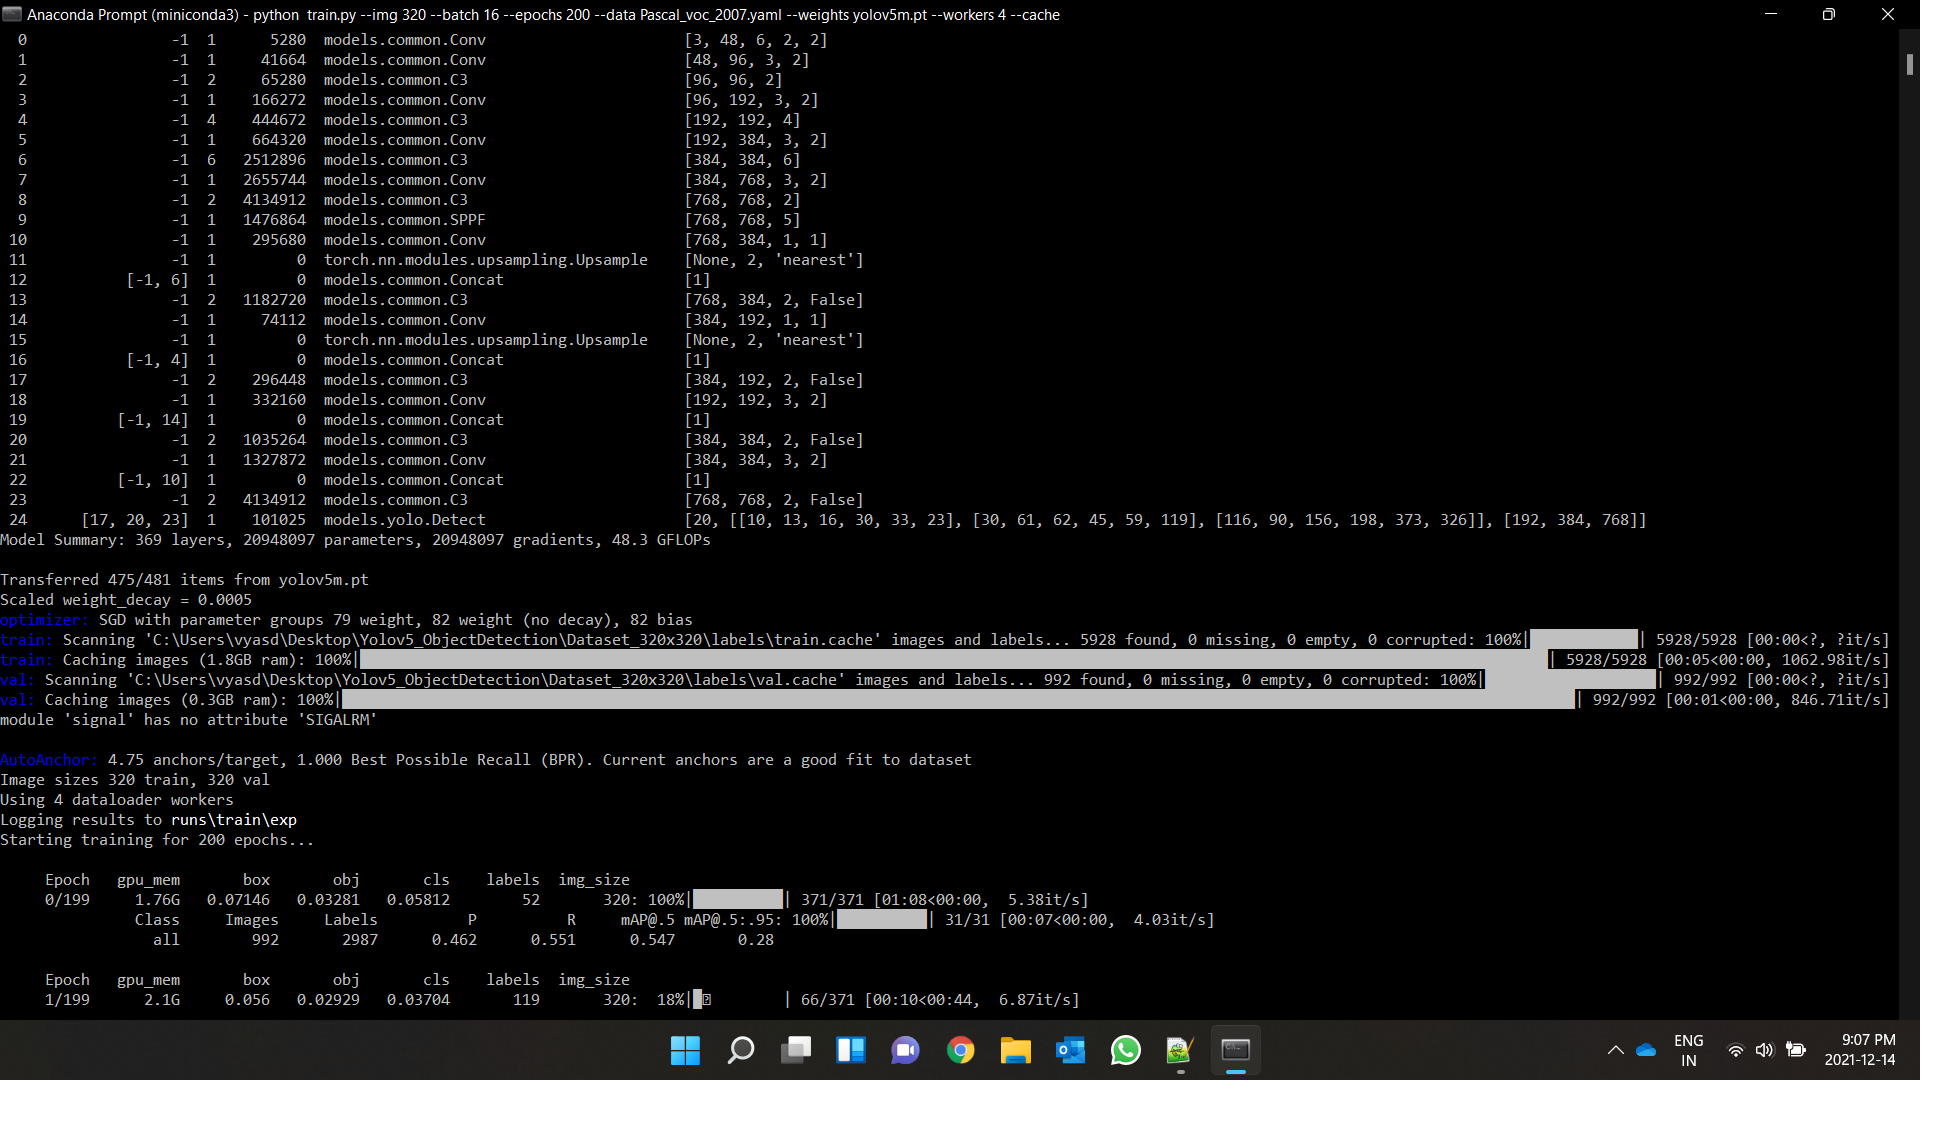 Anaconda Prompt (miniconda3) - python  train.py --img 320 --batch 16 --epochs 200 --data Pascal_voc_2007.yaml --weights yolov5m.pt --workers 4 --cache
0 -1 1 5280 models.common.Conv [3, 48, 6, 2, 2]
1 -1 1 41664 models.common.Conv [48, 96, 3, 2]
2 -1 2 65280 models.common.C3 [96, 96, 2]
3 -1 1 166272 models.common.Conv [96, 192, 3, 2]
4 -1 4 444672 models.common.C3 [192, 192, 4]
5 -1 1 664320 models.common.Conv [192, 384, 3, 2]
6 -1 6 2512896 models.common.C3 [384, 384, 6]
7 -1 1 2655744 models.common.Conv [384, 768, 3, 2]
8 -1 2 4134912 models.common.C3 [768, 768, 2]
9 -1 1 1476864 models.common.SPPF [768, 768, 5]
10 -1 1 295680 models.common.Conv [768, 384, 1, 1]
11 -1 1 0 torch.nn.modules.upsampling.Upsample [None, 2, 'nearest']
12 [-1, 6] 1 0 models.common.Concat [1]
13 -1 2 1182720 models.common.C3 [768, 384, 2, False]
14 -1 1 74112 models.common.Conv [384, 192, 1, 1]
15 -1 1 0 torch.nn.modules.upsampling.Upsample [None, 2, 'nearest']
16 [-1, 4] 1 0 models.common.Concat [1]
17 -1 2 296448 models.common.C3 [384, 192, 2, False]
18 -1 1 332160 models.common.Conv [192, 192, 3, 2]
19 [-1, 14] 1 0 models.common.Concat [1]
20 -1 2 1035264 models.common.C3 [384, 384, 2, False]
21 -1 1 1327872 models.common.Conv [384, 384, 3, 2]
22 [-1, 10] 1 0 models.common.Concat [1]
23 -1 2 4134912 models.common.C3 [768, 768, 2, False]
24 [17, 20, 23] 1 101025 models.yolo.Detect [20, [[10, 13, 16, 30, 33, 23], [30, 61, 62, 45, 59, 119], [116, 90, 156, 198, 373, 326]], [192, 384, 768]]
Model Summary: 369 layers, 20948097 parameters, 20948097 gradients, 48.3 GFLOPs
Transferred 475/481 items from yolov5m.pt
Scaled weight_decay = 0.0005
optimizer: SGD with parameter groups 79 weight, 82 weight (no decay), 82 bias
train: Scanning 'C:\Users\vyasd\Desktop\Yolov5_ObjectDetection\Dataset_320x320\labels\train.cache' images and labels... 5928 found, 0 missing, 0 empty, 0 corrupted: 100%| | 5928/5928 [00:00<?, ?it/s]
train: Caching images (1.8GB ram): 100%| | 5928/5928 [00:05<00:00, 1062.98it/s]
val: Scanning 'C:\Users\vyasd\Desktop\Yolov5_ObjectDetection\Dataset_320x320\labels\val.cache' images and labels... 992 found, 0 missing, 0 empty, 0 corrupted: 100%| | 992/992 [00:00<?, ?it/s]
val: Caching images (0.3GB ram): 100%| | 992/992 [00:01<00:00, 846.71it/s]
module 'signal' has no attribute 'SIGALRM'
AutoAnchor: 4.75 anchors/target, 1.000 Best Possible Recall (BPR). Current anchors are a good fit to dataset
Image sizes 320 train, 320 val
Using 4 dataloader workers
Logging results to runs\train\exp
Starting training for 200 epochs...
Epoch gpu_mem box obj cls labels img_size
0/199 1.76G 0.07146 0.03281 0.05812 52 320: 100%| | 371/371 [01:08<00:00, 5.38it/s]
Class Images Labels P R mAP@.5 mAP@.5:.95: 100%| | 31/31 [00:07<00:00, 4.03it/s]
all 992 2987 0.462 0.551 0.547 0.28
Epoch gpu_mem box obj cls labels img_size
1/199 2.1G 0.056 0.02929 0.03704 119 320: 18%| | 66/371 [00:10<00:44, 6.87it/s]
ENG
IN
9:07 PM
2021-12-14